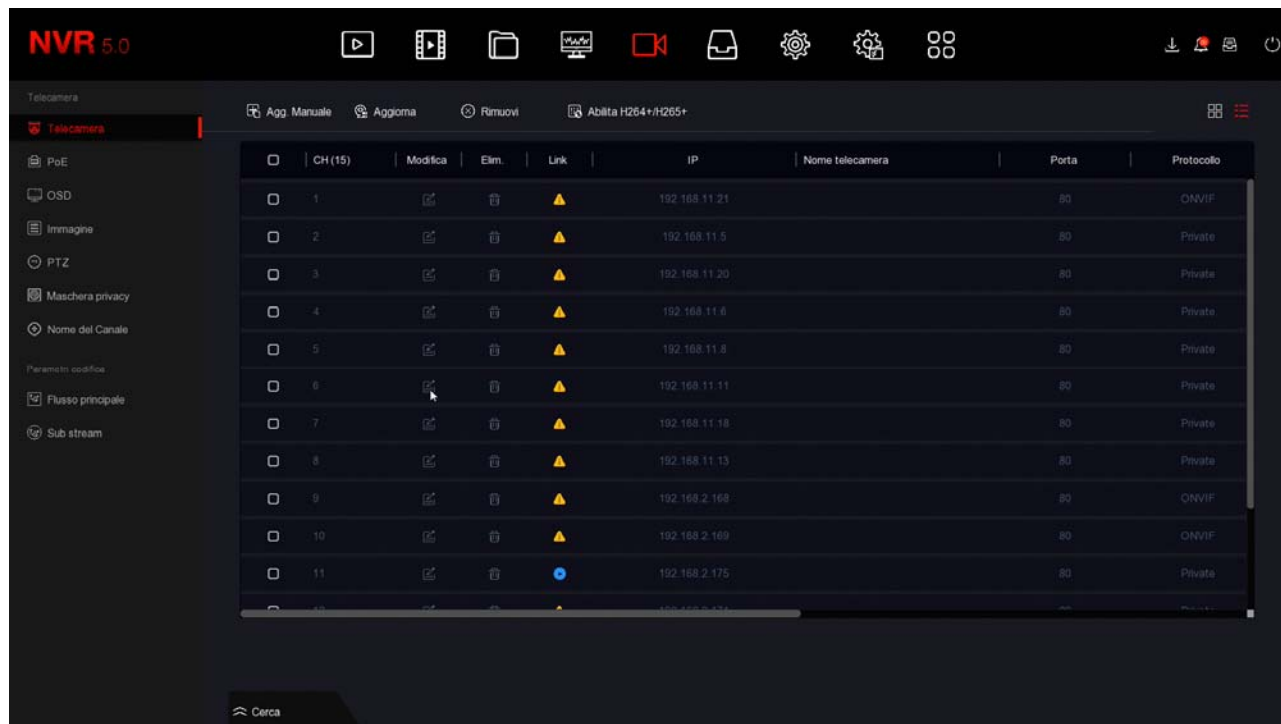 NVR 5.0
Telecamera
Telecamera
PoE
OSD
Immagine
PTZ
Maschera privacy
Nome del Canale
Parametri codifica
Flusso principale
Sub stream
Agg. Manuale Aggiorna Rimuovi Abilita H264+/H265+
CH (15) Modifica Elim. Link IP Nome telecamera Porta Protocollo
1 192.168.11.21 80 ONVIF
2 192.168.11.5 80 Private
3 192.168.11.20 80 Private
4 192.168.11.6 80 Private
5 192.168.11.8 80 Private
6 192.168.11.11 80 Private
7 192.168.11.18 80 Private
8 192.168.11.13 80 Private
9 192.168.2.168 80 ONVIF
10 192.168.2.169 80 ONVIF
11 192.168.2.175 80 Private
Cerca